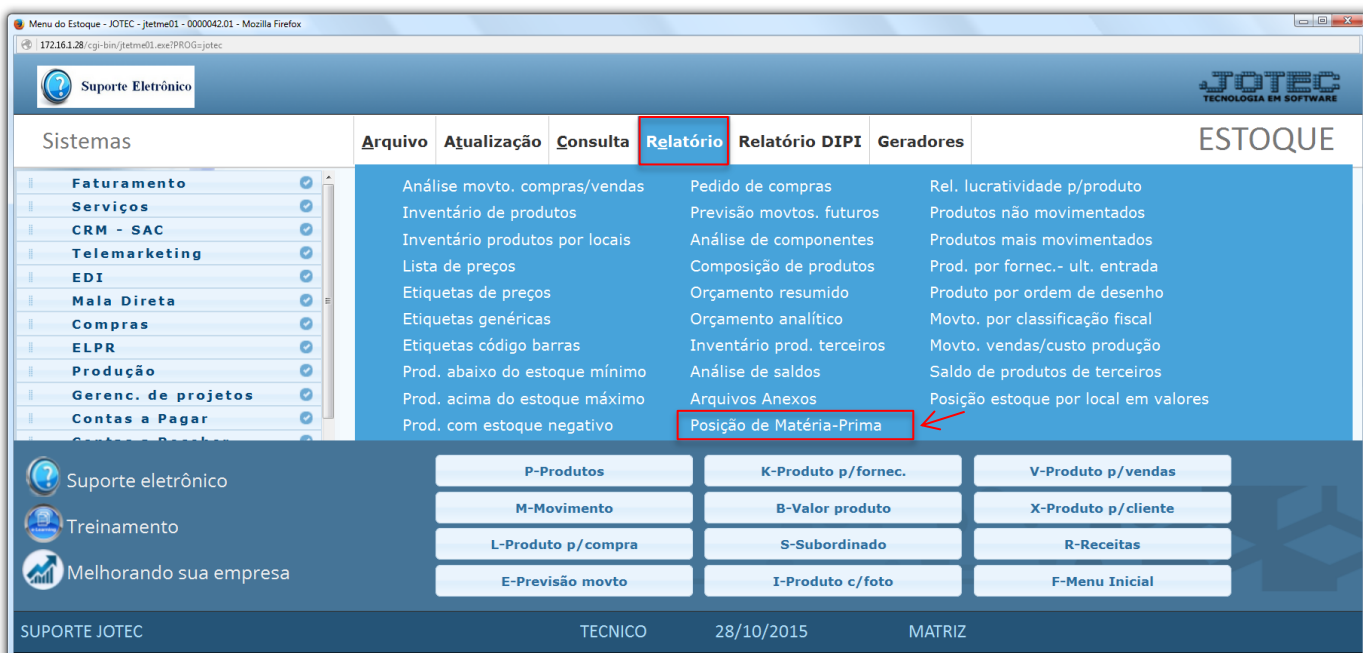 Menu do Estoque - JOTEC - jtetme01 - 0000042.01 - Mozilla Firefox
172.16.1.28/cgi-bin/jtetme01.exe?PROG=jotec
Suporte Eletrônico
JOTEC
TECNOLOGIA EM SOFTWARE
Sistemas
Arquivo Atualização Consulta Relatório Relatório DIPI Geradores
ESTOQUE
Faturamento
Serviços
CRM - SAC
Telemarketing
EDI
Mala Direta
Compras
ELPR
Produção
Gerenc. de projetos
Contas a Pagar
Contas a Receber
Análise movto. compras/vendas
Inventário de produtos
Inventário produtos por locais
Lista de preços
Etiquetas de preços
Etiquetas genéricas
Etiquetas código barras
Prod. abaixo do estoque mínimo
Prod. acima do estoque máximo
Prod. com estoque negativo
Pedido de compras
Previsão movtos. futuros
Análise de componentes
Composição de produtos
Orçamento resumido
Orçamento analítico
Inventário prod. terceiros
Análise de saldos
Arquivos Anexos
Posição de Matéria-Prima
Rel. lucratividade p/produto
Produtos não movimentados
Produtos mais movimentados
Prod. por fornec.- ult. entrada
Produto por ordem de desenho
Movto. por classificação fiscal
Movto. vendas/custo produção
Saldo de produtos de terceiros
Posição estoque por local em valores
Suporte eletrônico
Treinamento
Melhorando sua empresa
P-Produtos K-Produto p/fornec. V-Produto p/vendas
M-Movimento B-Valor produto X-Produto p/cliente
L-Produto p/compra S-Subordinado R-Receitas
E-Previsão movto I-Produto c/foto F-Menu Inicial
SUPORTE JOTEC TECNICO 28/10/2015 MATRIZ